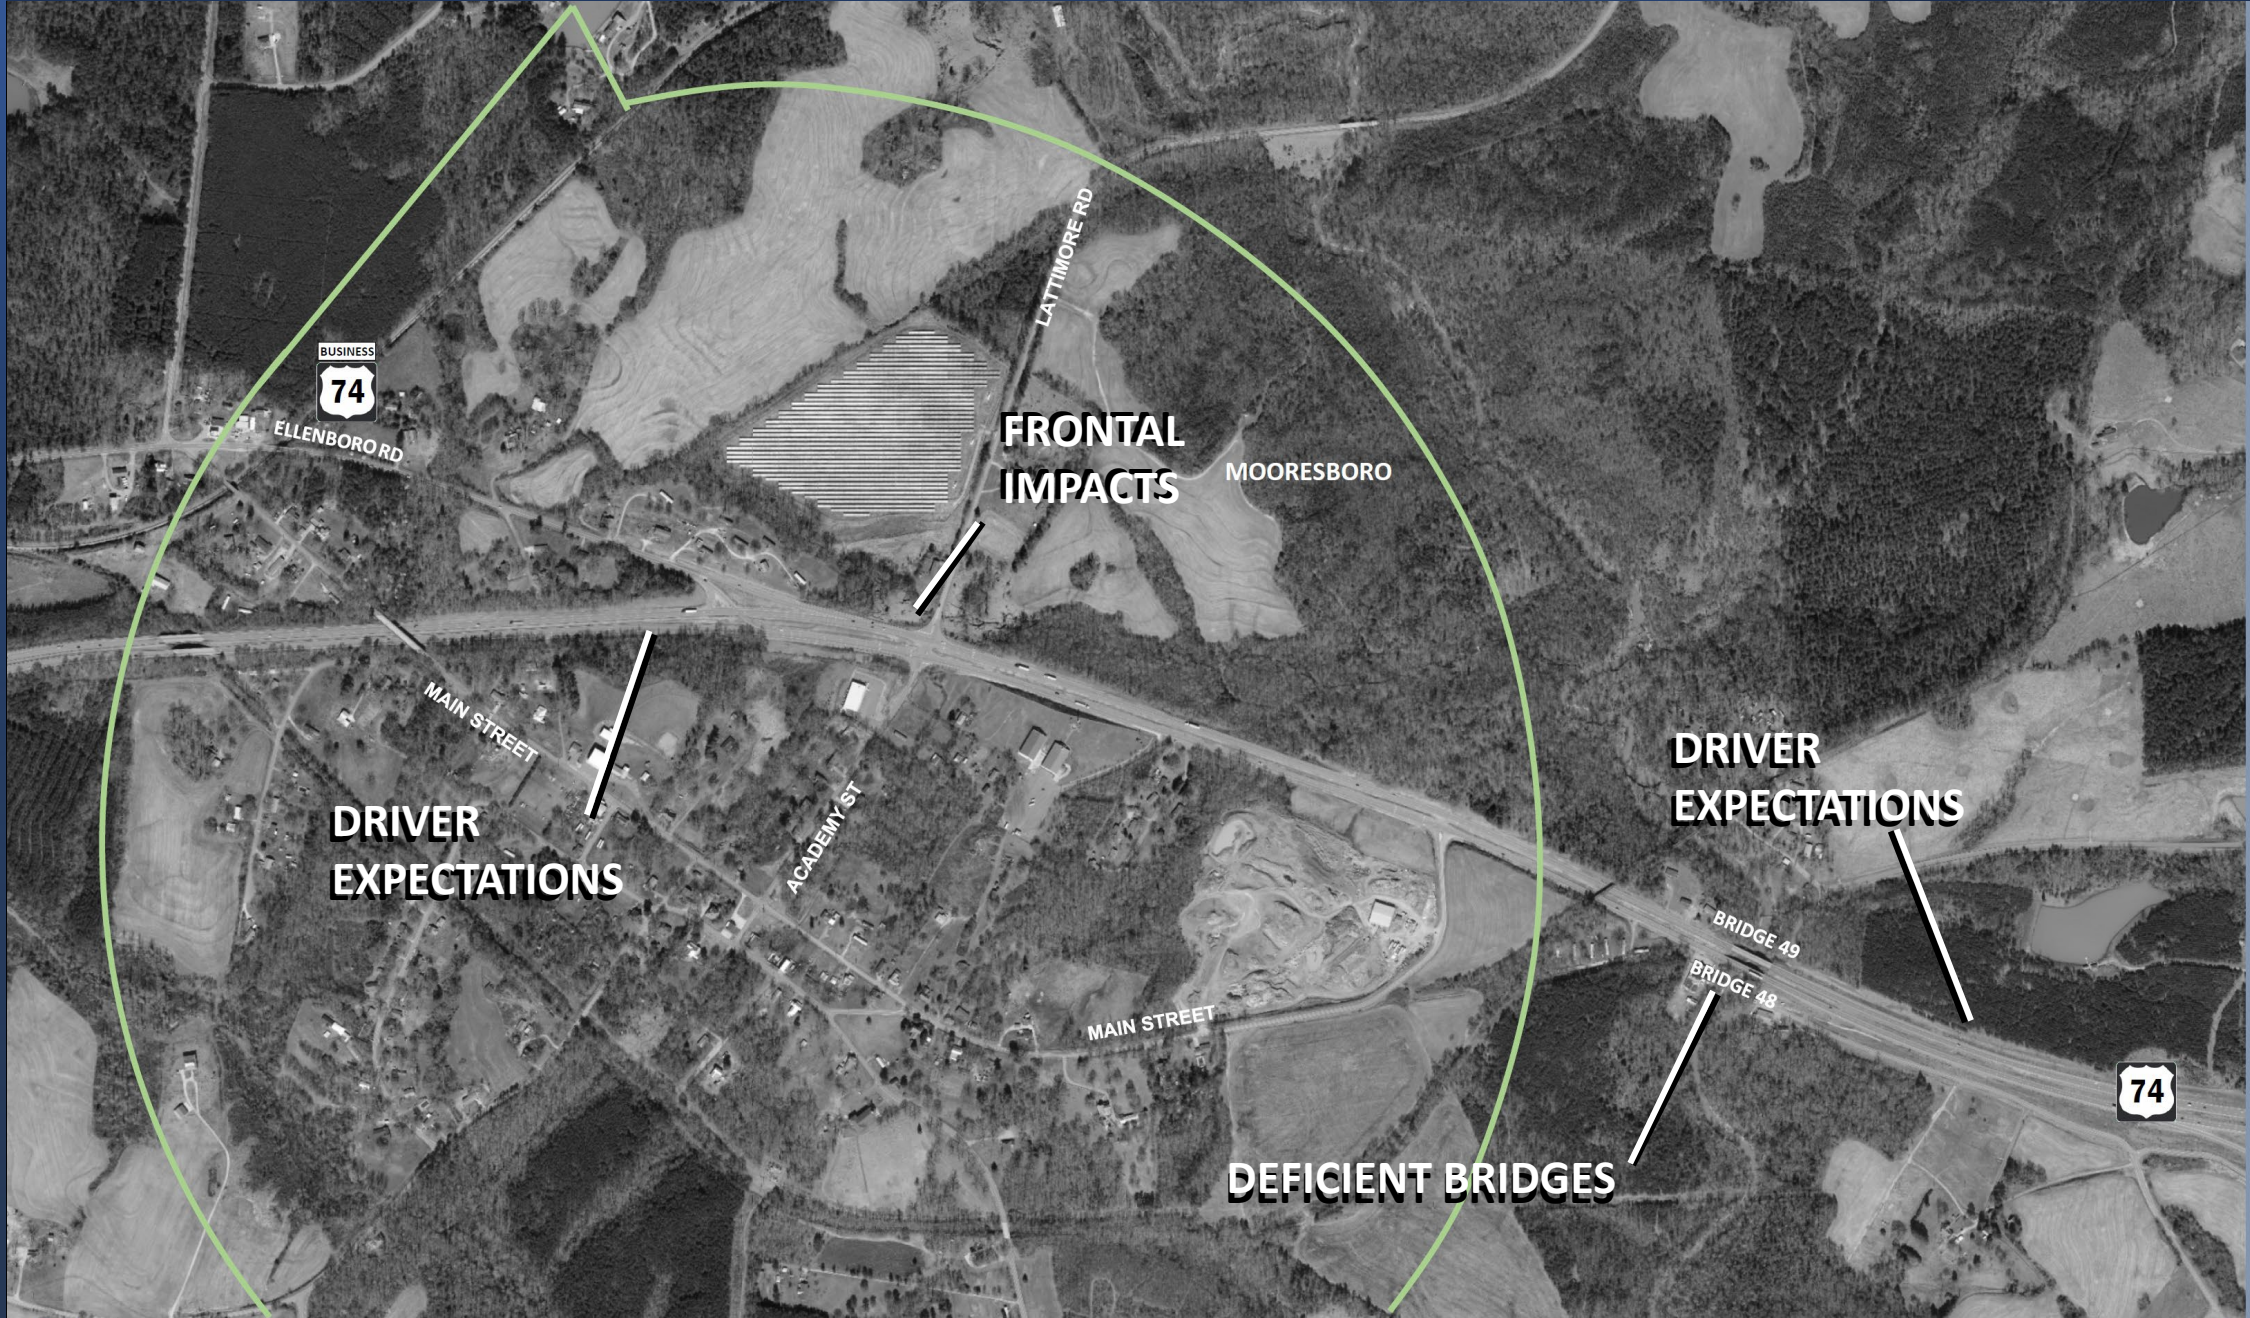 LATTIMORE RD
BUSINESS
74
ELLENBORO RD
FRONTAL
IMPACTS
MOORESBORO
MAIN STREET
DRIVER
EXPECTATIONS
ACADEMY ST
DRIVER
EXPECTATIONS
BRIDGE 49
BRIDGE 48
MAIN STREET
74
DEFICIENT BRIDGES